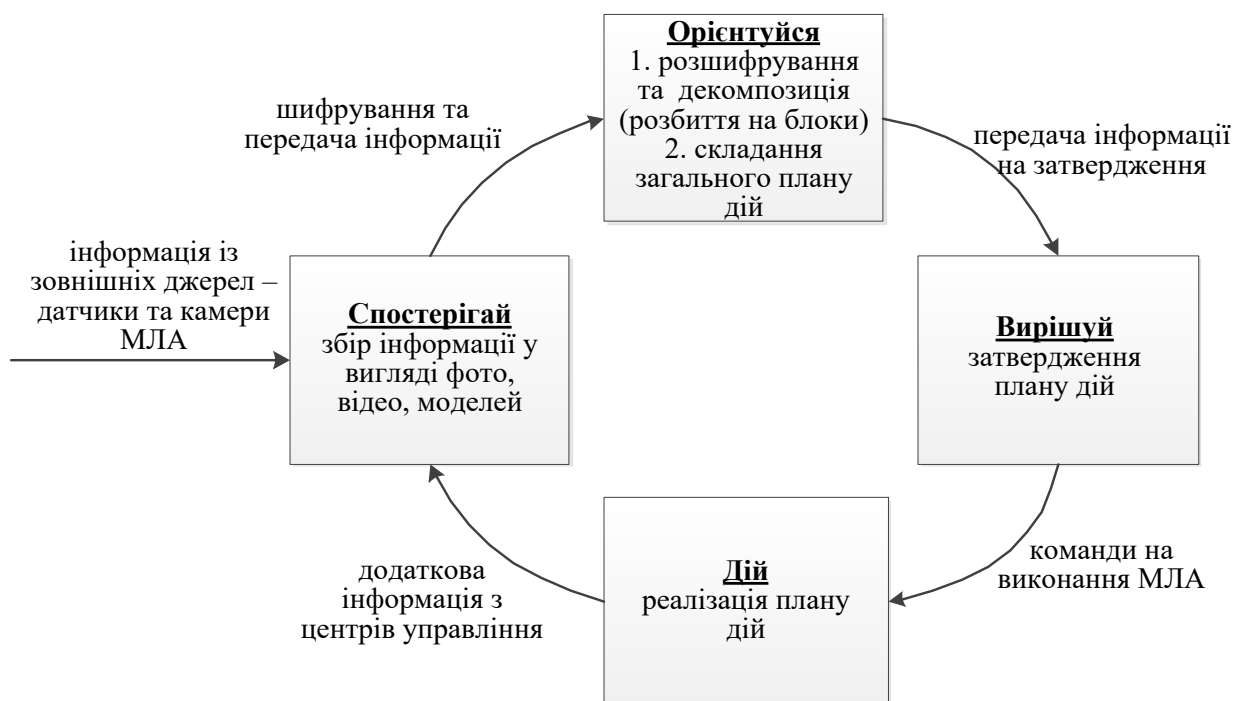 Орієнтуйся
1. розшифрування
та декомпозиція
(розбиття на блоки)
2. складання
загального плану
дій
шифрування та
передача інформації
передача інформації
на затвердження
інформація із
зовнішніх джерел –
датчики та камери
МЛА
Спостерігай
збір інформації у
вигляді фото,
відео, моделей
Вирішуй
затвердження
плану дій
додаткова
інформація з
центрів управління
Дій
реалізація плану
дій
команди на
виконання МЛА